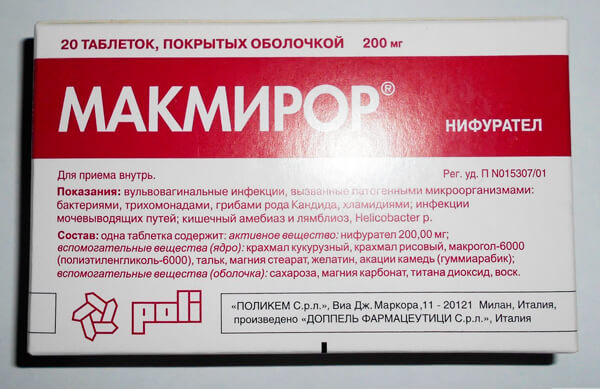 20 ТАБЛЕТОК, ПОКРЫТЫХ ОБОЛОЧКОЙ 200 мг
МАКМИРОР®
НИФУРАТЕЛ
Для приема внутрь. Рег. уд. П N015307/01
Показания: вульвовагинальные инфекции, вызванные патогенными микроорганизмами:
бактериями, трихомонадами, грибами рода Кандида, хламидиями; инфекции
мочевыводящих путей; кишечный амебиаз и лямблиоз, Helicobacter p.
Состав: одна таблетка содержит: активное вещество: нифурател 200,00 мг;
вспомогательные вещества (ядро): крахмал кукурузный, крахмал рисовый, макрогол-6000
(полиэтиленгликоль-6000), тальк, магния стеарат, желатин, акации камедь (гуммиарабик);
вспомогательные вещества (оболочка): сахароза, магния карбонат, титана диоксид, воск.
poli
«ПОЛИКЕМ С.р.л.», Виа Дж. Маркора,11 - 20121 Милан, Италия,
произведено «ДОППЕЛЬ ФАРМАЦЕУТИЦИ С.р.л.», Италия